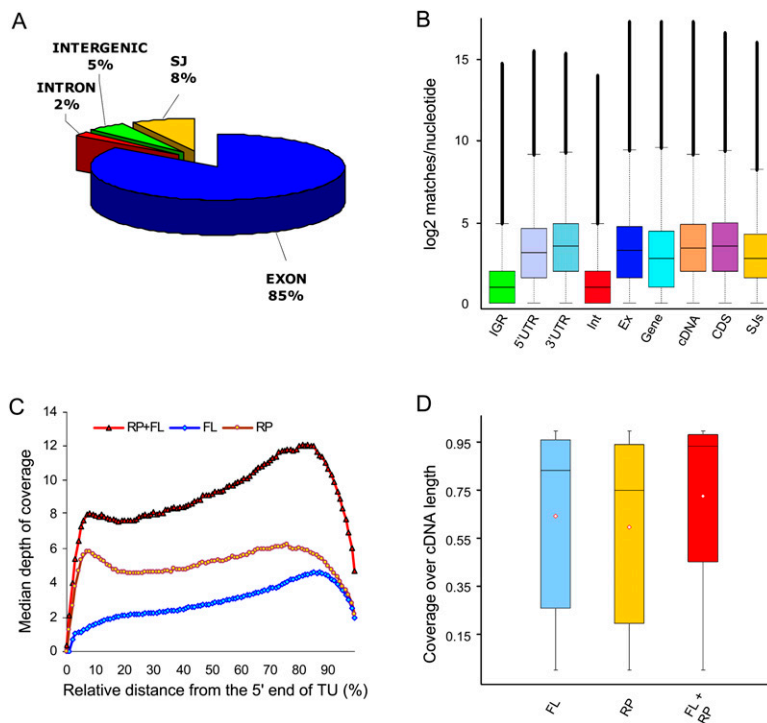 A
INTERGENIC
5%
SJ
8%
INTRON
2%
EXON
85%
B
log2 matches/nucleotide
15
10
5
0
IGR
5'UTR
3'UTR
Int
Ex
Gene
cDNA
CDS
SJs
C
14
12
10
8
6
4
2
0
RP+FL
FL
RP
Median depth of coverage
0 10 20 30 40 50 60 70 80 90
Relative distance from the 5' end of TU (%)
D
Coverage over cDNA length
0.95
0.75
0.55
0.35
0.15
FL
RP
FL +
RP